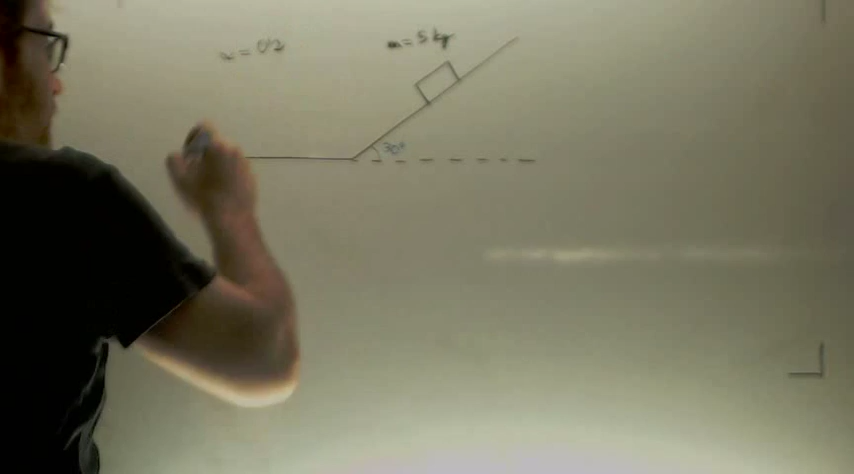 μ = 0'2
m = 5 kg
30°